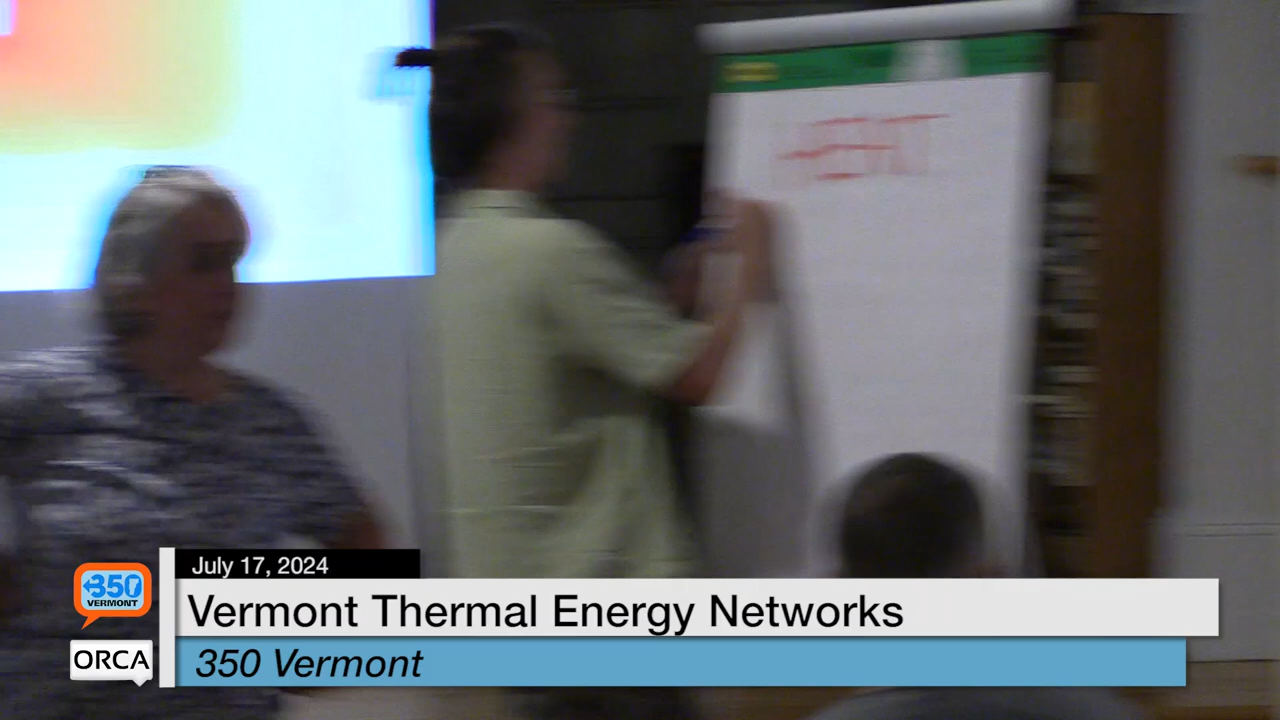 July 17, 2024
350
VERMONT
Vermont Thermal Energy Networks
ORCA
350 Vermont